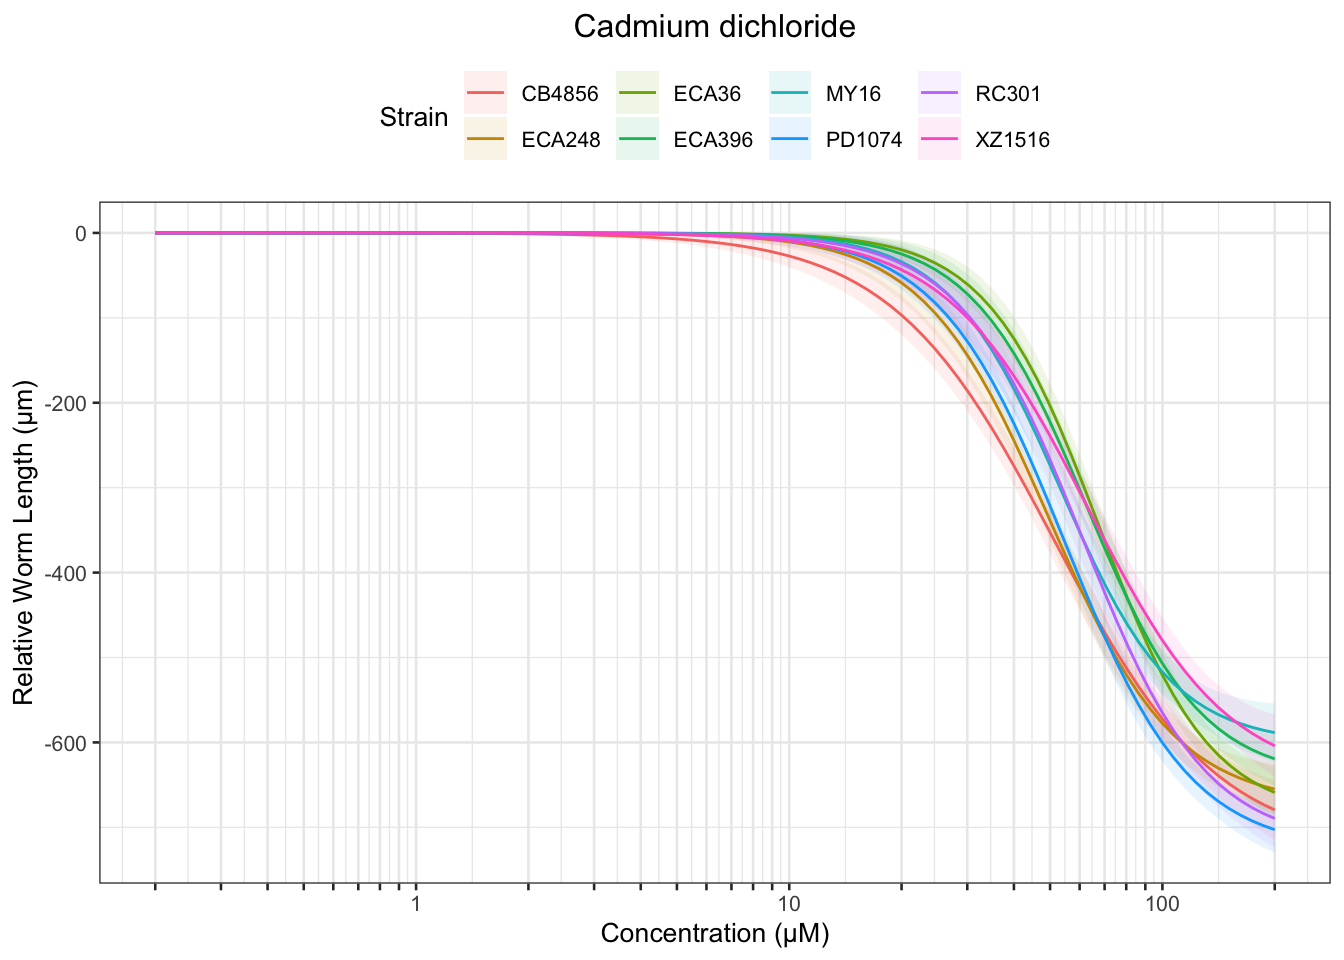 Cadmium dichloride
Strain
CB4856 ECA36 MY16 RC301
ECA248 ECA396 PD1074 XZ1516
Relative Worm Length (µm)
0
-200
-400
-600
1 10 100
Concentration (µM)